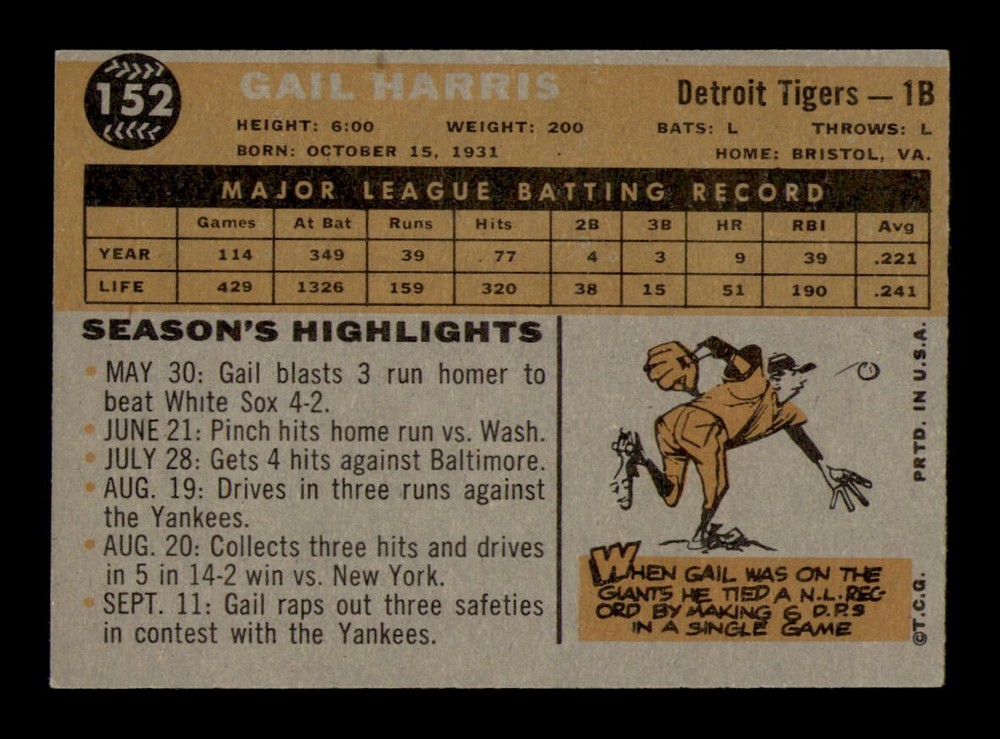 152
GAIL HARRIS
Detroit Tigers — 1B
HEIGHT: 6:00 WEIGHT: 200 BATS: L THROWS: L
BORN: OCTOBER 15, 1931 HOME: BRISTOL, VA.
MAJOR LEAGUE BATTING RECORD
Games At Bat Runs Hits 2B 3B HR RBI Avg
YEAR 114 349 39 77 4 3 9 39 .221
LIFE 429 1326 159 320 38 15 51 190 .241
SEASON'S HIGHLIGHTS
• MAY 30: Gail blasts 3 run homer to
beat White Sox 4-2.
• JUNE 21: Pinch hits home run vs. Wash.
• JULY 28: Gets 4 hits against Baltimore.
• AUG. 19: Drives in three runs against
the Yankees.
• AUG. 20: Collects three hits and drives
in 5 in 14-2 win vs. New York.
• SEPT. 11: Gail raps out three safeties
in contest with the Yankees.
WHEN GAIL WAS ON THE
GIANTS HE TIED A N.L. REC-
ORD BY MAKING 6 D.P.S
IN A SINGLE GAME
©T.C.G. PRTD. IN U.S.A.